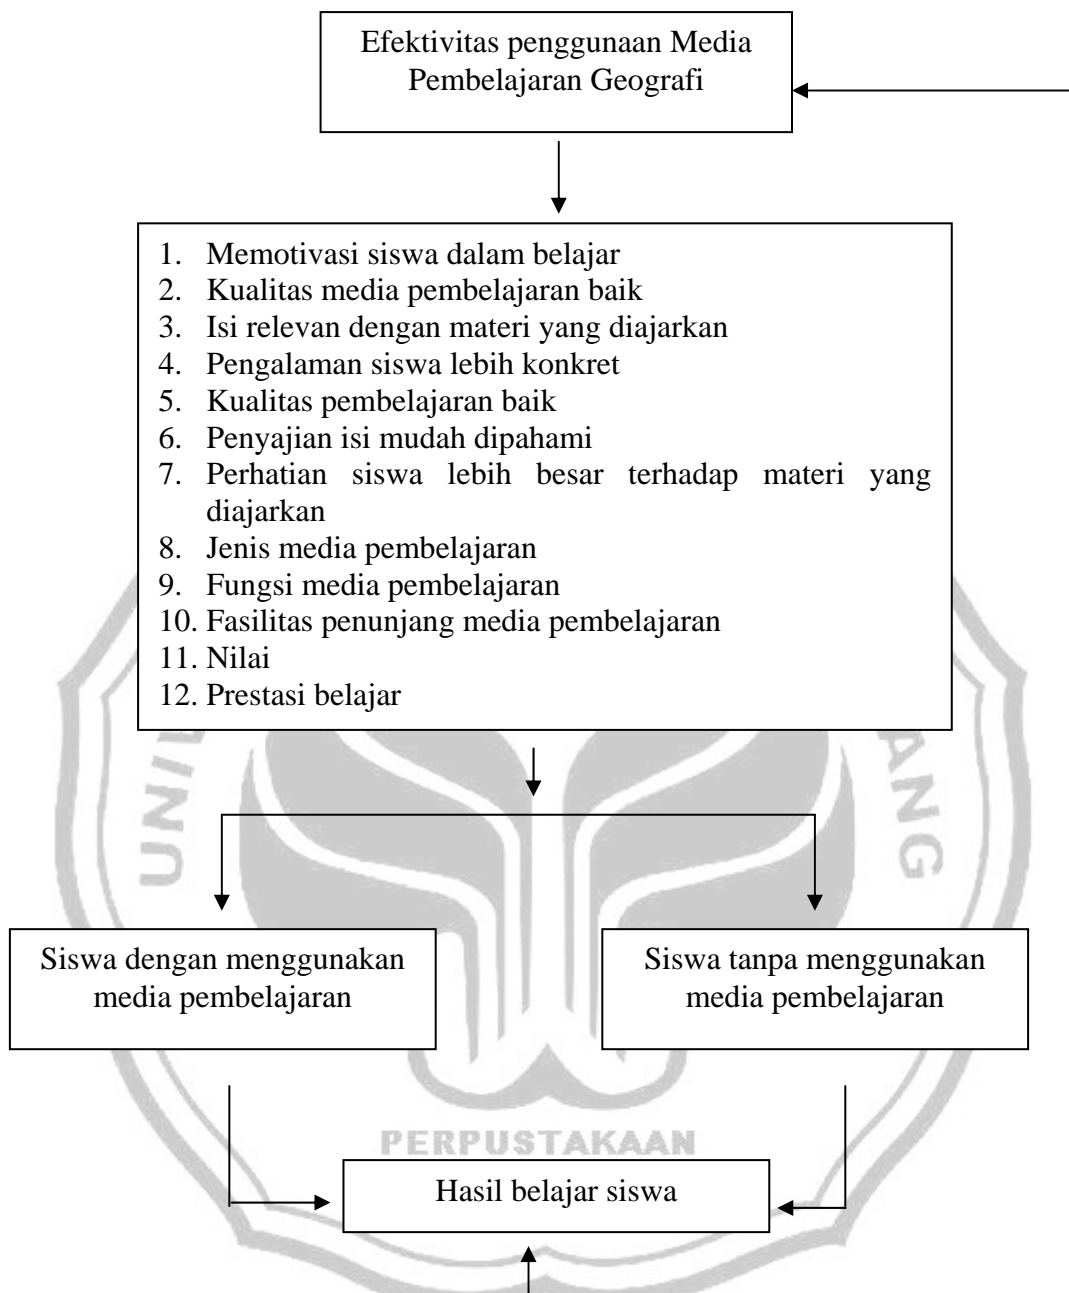 Efektivitas penggunaan Media
Pembelajaran Geografi
1. Memotivasi siswa dalam belajar
2. Kualitas media pembelajaran baik
3. Isi relevan dengan materi yang diajarkan
4. Pengalaman siswa lebih konkret
5. Kualitas pembelajaran baik
6. Penyajian isi mudah dipahami
7. Perhatian siswa lebih besar terhadap materi yang
diajarkan
8. Jenis media pembelajaran
9. Fungsi media pembelajaran
10. Fasilitas penunjang media pembelajaran
11. Nilai
12. Prestasi belajar
Siswa dengan menggunakan
media pembelajaran
Siswa tanpa menggunakan
media pembelajaran
PERPUSTAKAAN
Hasil belajar siswa